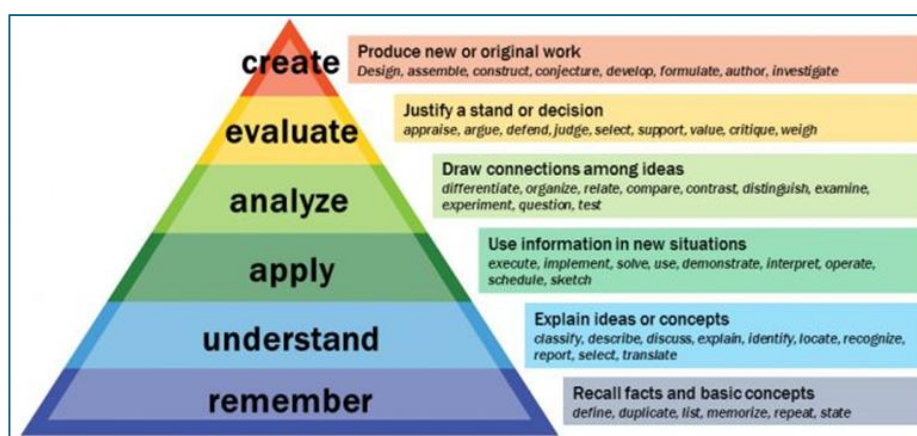 create
Produce new or original work
Design, assemble, construct, conjecture, develop, formulate, author, investigate
evaluate
Justify a stand or decision
appraise, argue, defend, judge, select, support, value, critique, weigh
analyze
Draw connections among ideas
differentiate, organize, relate, compare, contrast, distinguish, examine,
experiment, question, test
apply
Use information in new situations
execute, implement, solve, use, demonstrate, interpret, operate,
schedule, sketch
understand
Explain ideas or concepts
classify, describe, discuss, explain, identify, locate, recognize,
report, select, translate
remember
Recall facts and basic concepts
define, duplicate, list, memorize, repeat, state